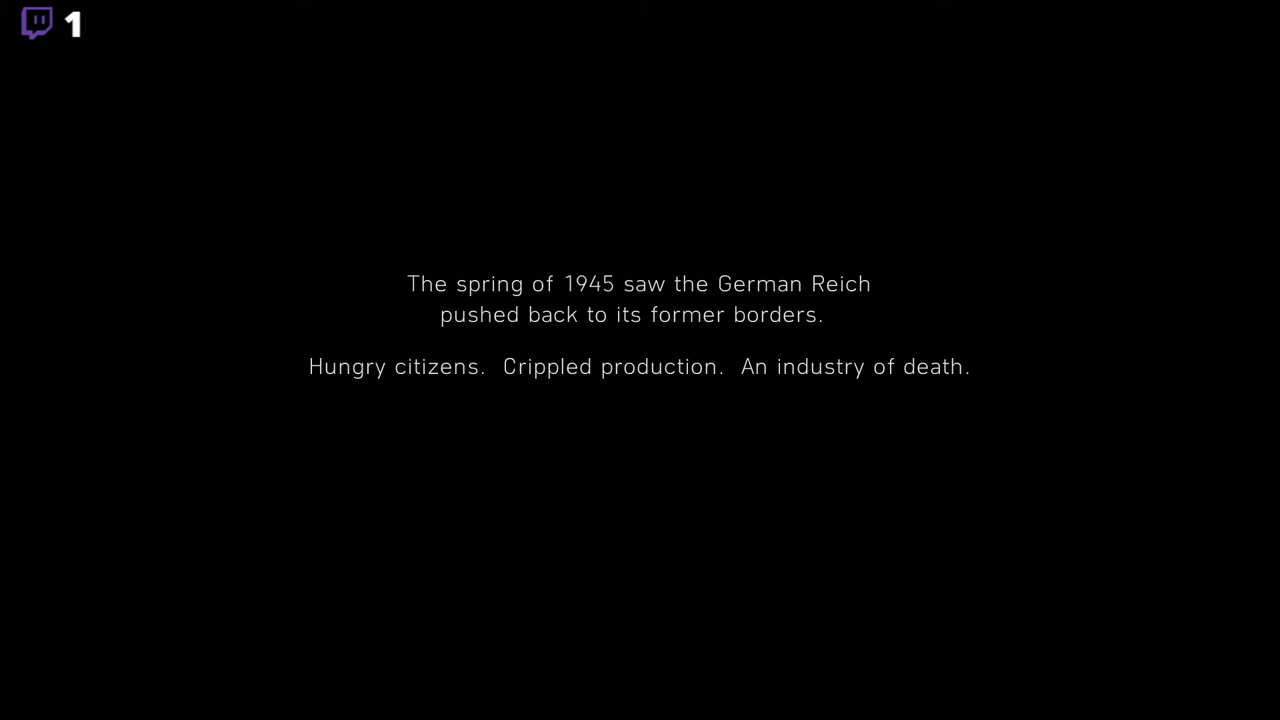 1
The spring of 1945 saw the German Reich
pushed back to its former borders.
Hungry citizens.  Crippled production.  An industry of death.